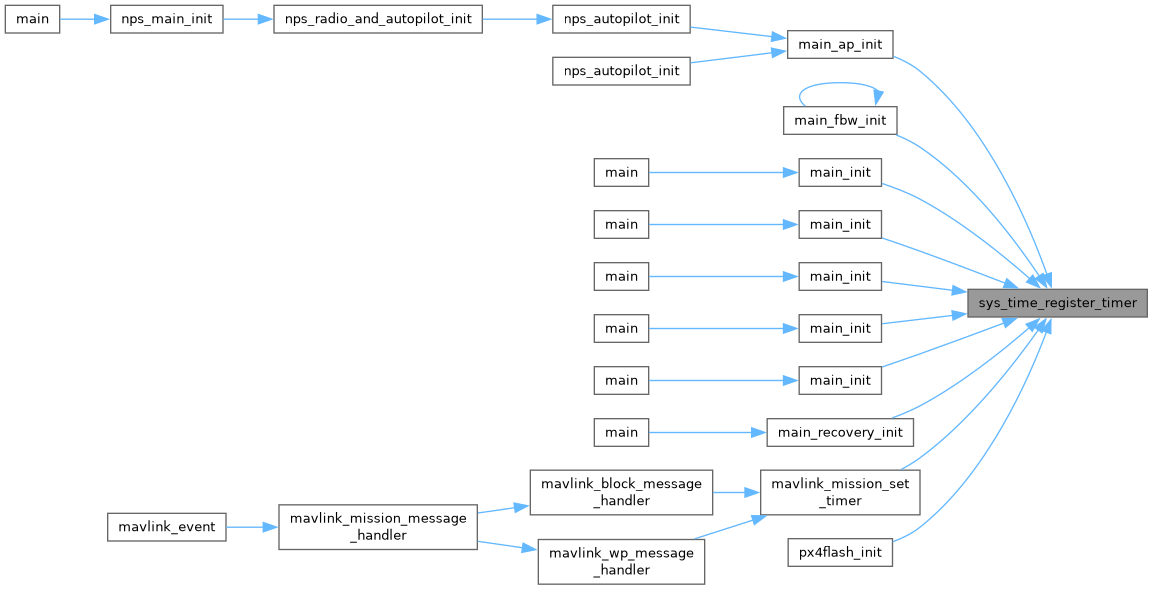 main
nps_main_init
nps_radio_and_autopilot_init
nps_autopilot_init
main_ap_init
nps_autopilot_init
main_fbw_init
main
main_init
main
main_init
main
main_init
sys_time_register_timer
main
main_init
main
main_init
main
main_recovery_init
mavlink_block_message
_handler
mavlink_mission_set
_timer
mavlink_event
mavlink_mission_message
_handler
mavlink_wp_message
_handler
px4flash_init